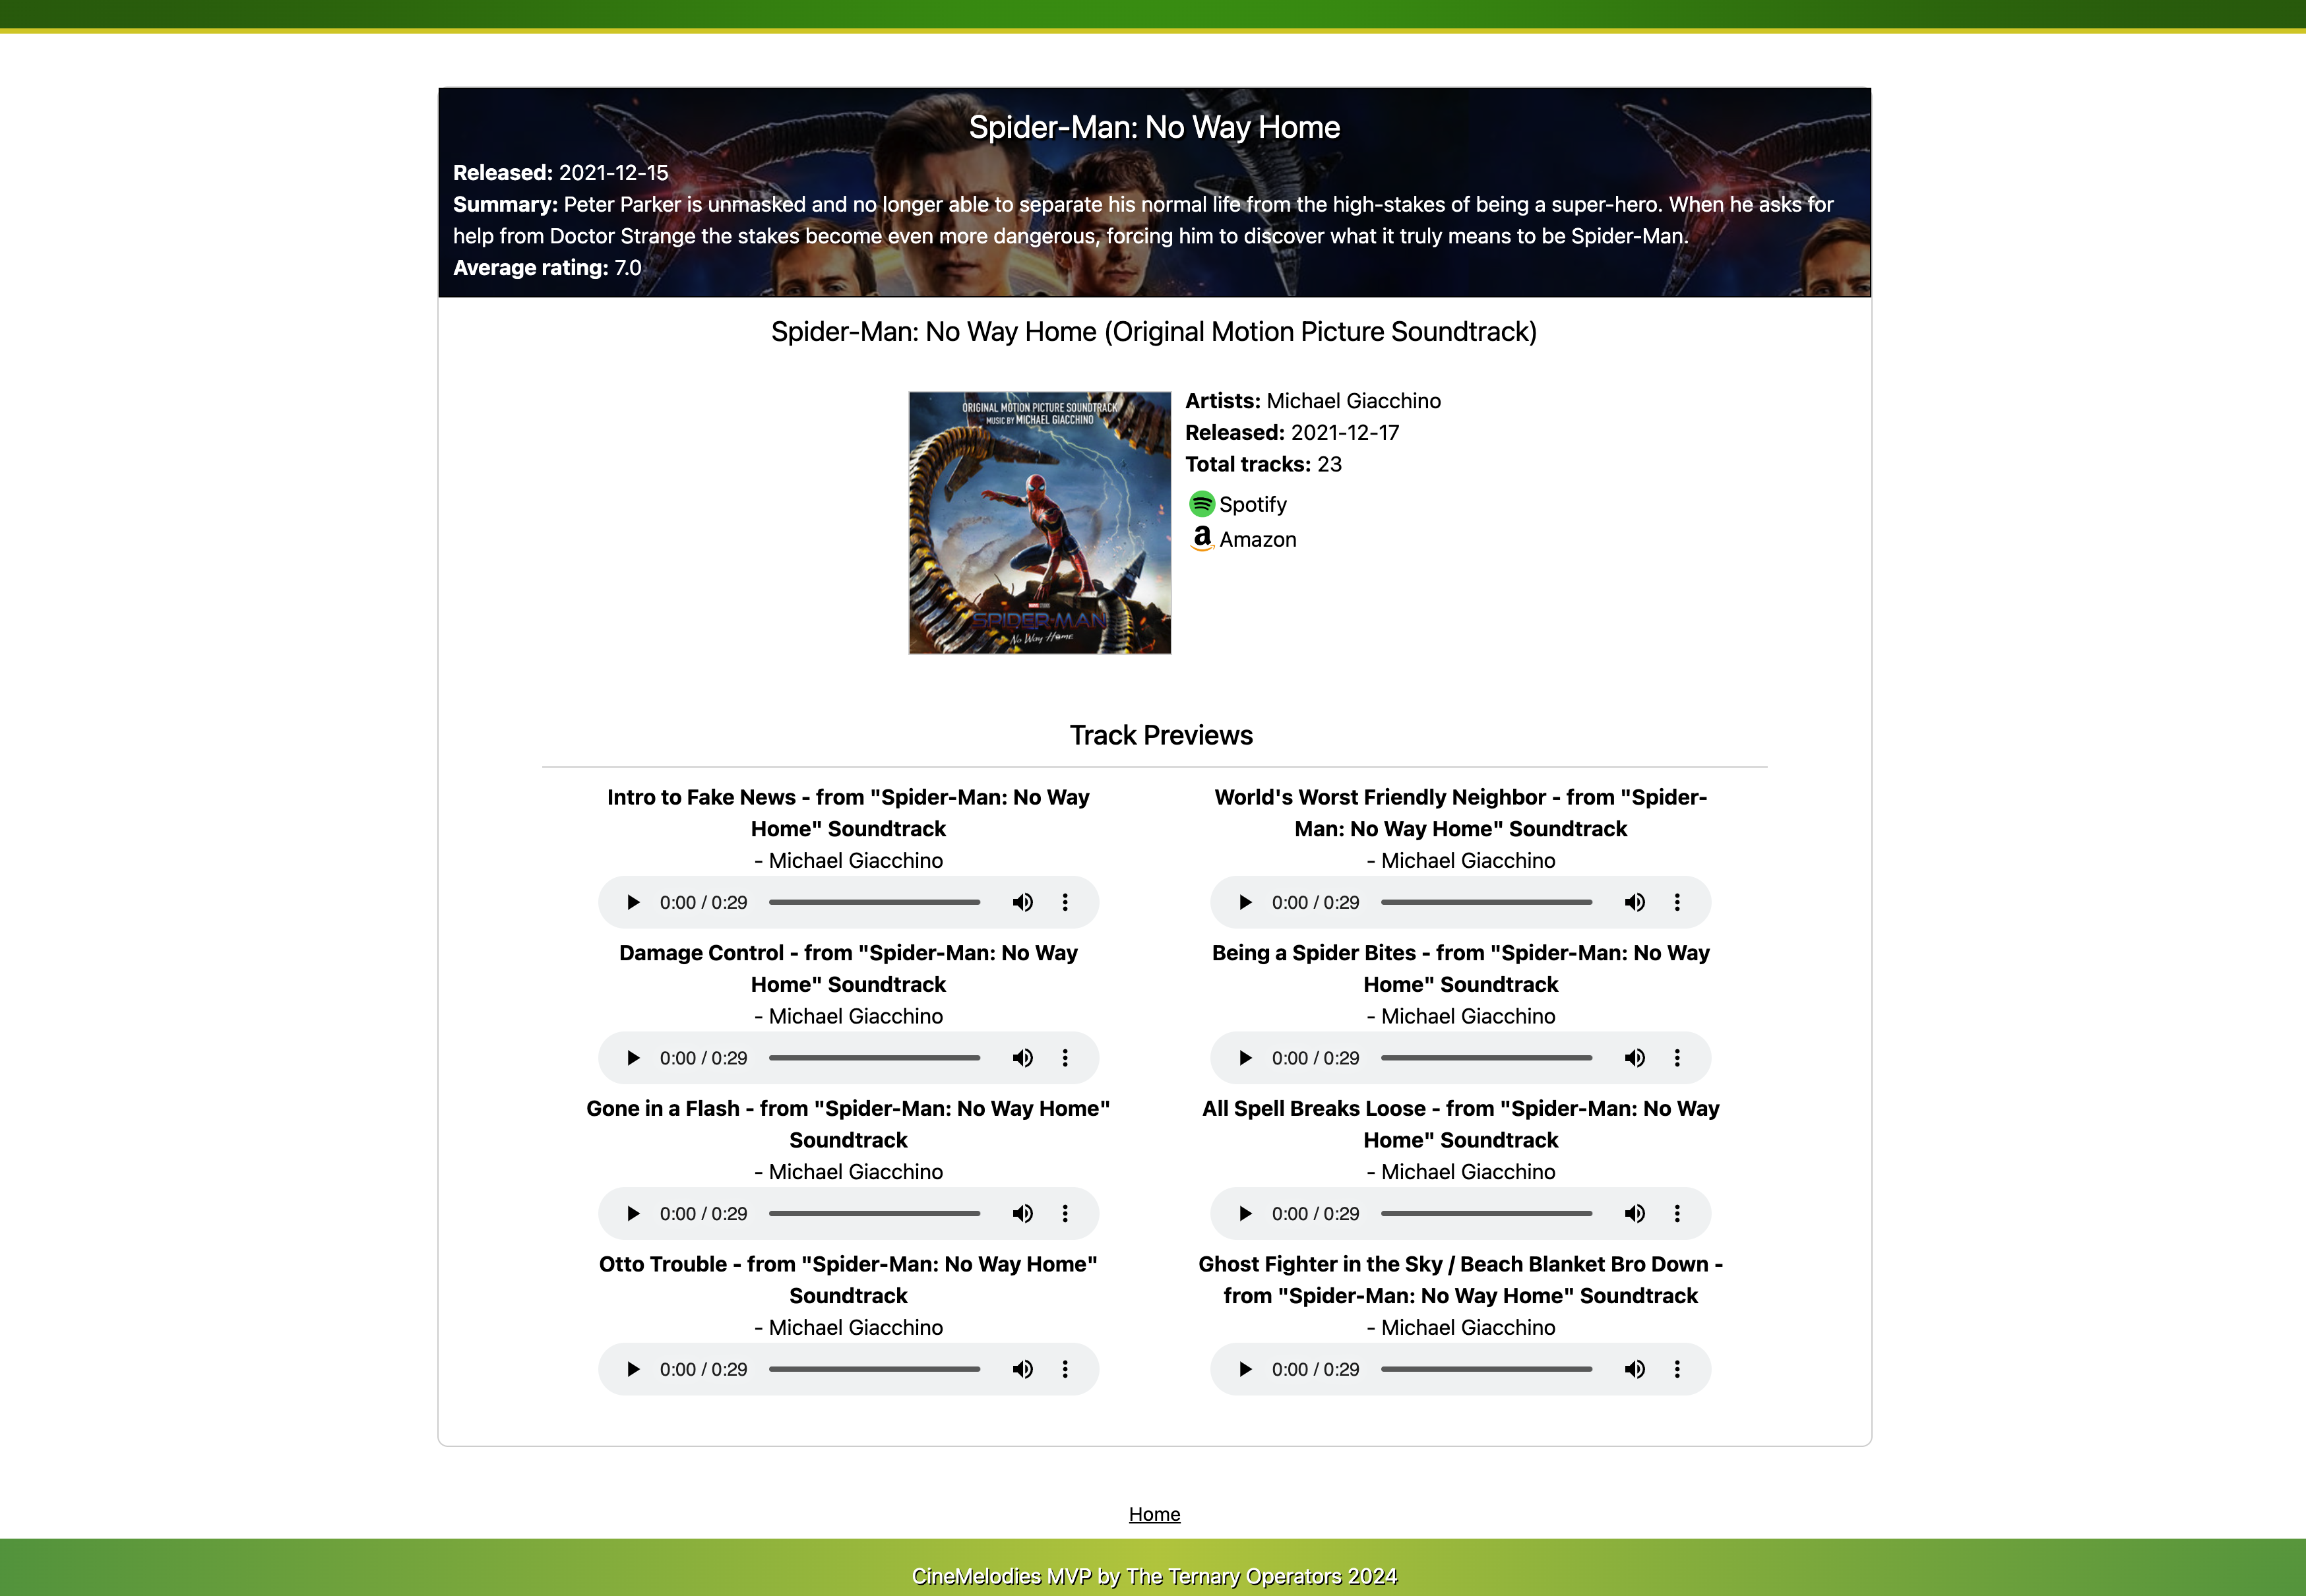 Spider-Man: No Way Home
Released: 2021-12-15
Summary: Peter Parker is unmasked and no longer able to separate his normal life from the high-stakes of being a super-hero. When he asks for
help from Doctor Strange the stakes become even more dangerous, forcing him to discover what it truly means to be Spider-Man.
Average rating: 7.0
Spider-Man: No Way Home (Original Motion Picture Soundtrack)
ORIGINAL MOTION PICTURE SOUNDTRACK
MUSIC BY MICHAEL GIACCHINO
SPIDER-MAN
No Way Home
Artists: Michael Giacchino
Released: 2021-12-17
Total tracks: 23
Spotify
a Amazon
Track Previews
Intro to Fake News - from "Spider-Man: No Way
Home" Soundtrack
- Michael Giacchino
0:00 / 0:29
World's Worst Friendly Neighbor - from "Spider-
Man: No Way Home" Soundtrack
- Michael Giacchino
0:00 / 0:29
Damage Control - from "Spider-Man: No Way
Home" Soundtrack
- Michael Giacchino
0:00 / 0:29
Being a Spider Bites - from "Spider-Man: No Way
Home" Soundtrack
- Michael Giacchino
0:00 / 0:29
Gone in a Flash - from "Spider-Man: No Way Home"
Soundtrack
- Michael Giacchino
0:00 / 0:29
All Spell Breaks Loose - from "Spider-Man: No Way
Home" Soundtrack
- Michael Giacchino
0:00 / 0:29
Otto Trouble - from "Spider-Man: No Way Home"
Soundtrack
- Michael Giacchino
0:00 / 0:29
Ghost Fighter in the Sky / Beach Blanket Bro Down -
from "Spider-Man: No Way Home" Soundtrack
- Michael Giacchino
0:00 / 0:29
Home
CineMelodies MVP by The Ternary Operators 2024